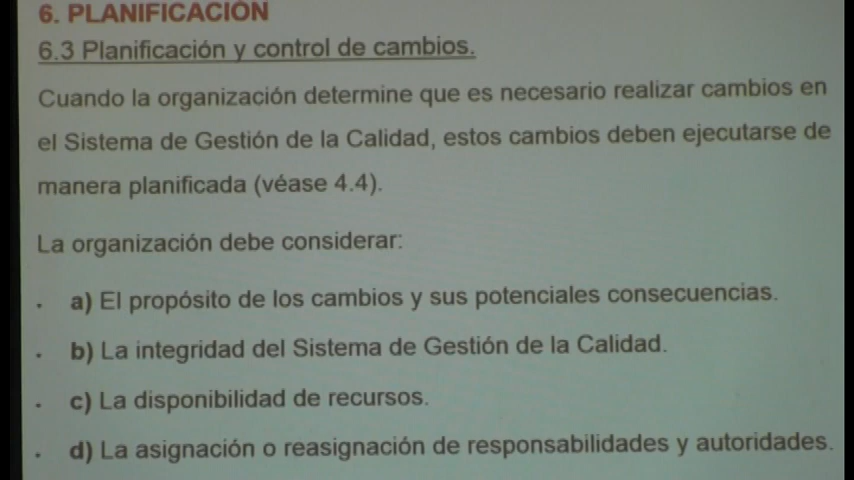 6. PLANIFICACIÓN
6.3 Planificación y control de cambios.
Cuando la organización determine que es necesario realizar cambios en
el Sistema de Gestión de la Calidad, estos cambios deben ejecutarse de
manera planificada (véase 4.4).
La organización debe considerar:
. a) El propósito de los cambios y sus potenciales consecuencias.
. b) La integridad del Sistema de Gestión de la Calidad.
. c) La disponibilidad de recursos.
. d) La asignación o reasignación de responsabilidades y autoridades.